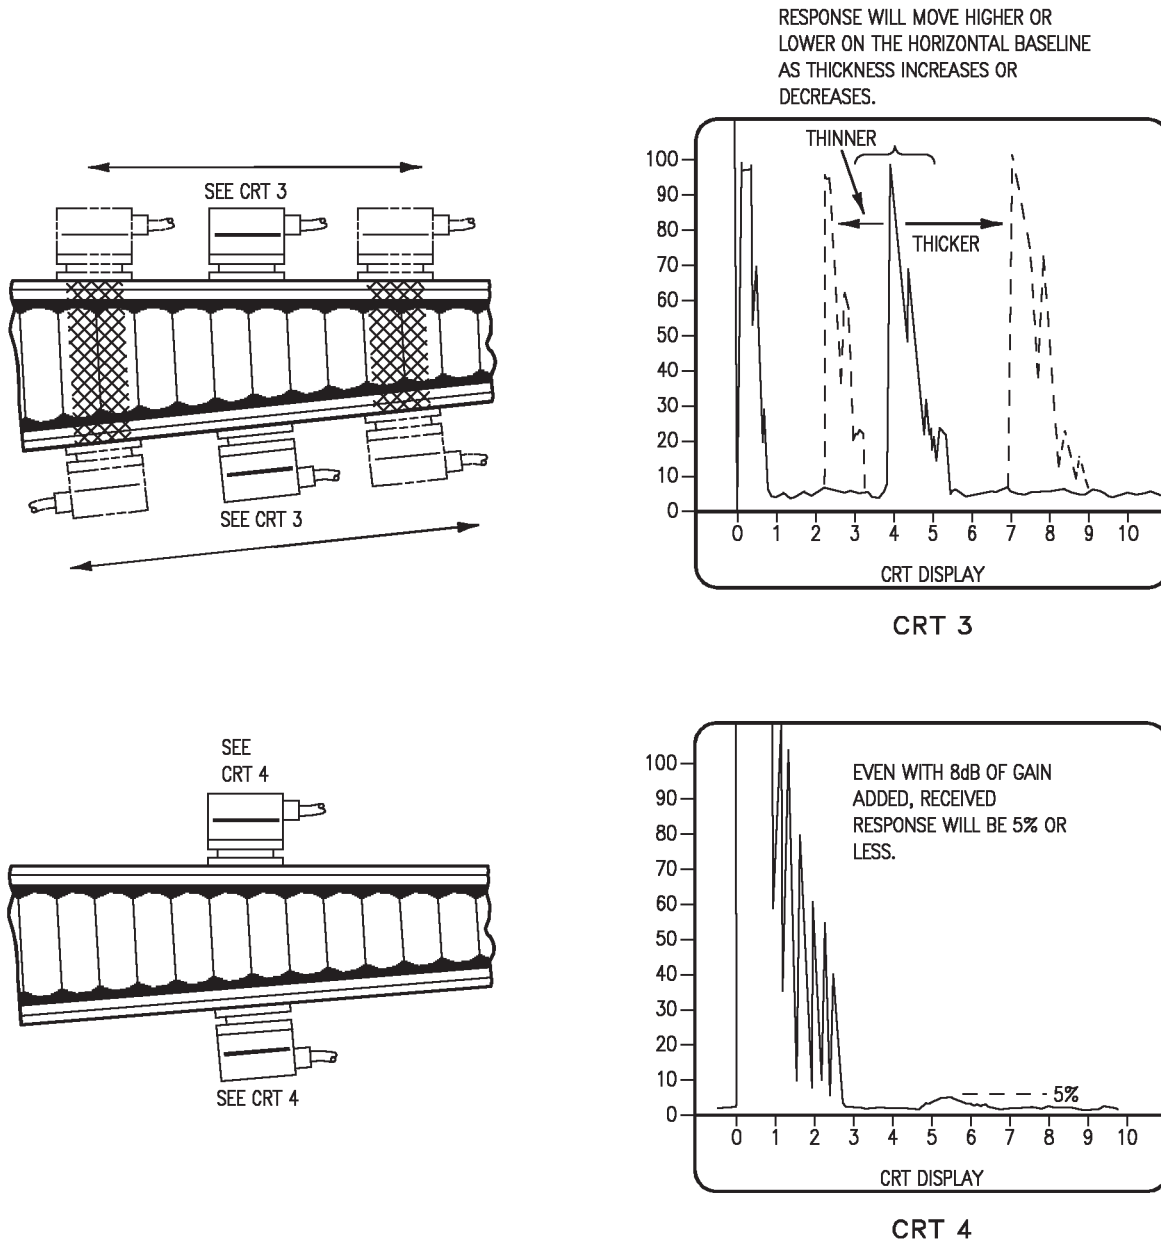 RESPONSE WILL MOVE HIGHER OR
LOWER ON THE HORIZONTAL BASELINE
AS THICKNESS INCREASES OR
DECREASES.
SEE CRT 3
SEE CRT 3
THINNER
THICKER
100
90
80
70
60
50
40
30
20
10
0
0 1 2 3 4 5 6 7 8 9 10
CRT DISPLAY
CRT 3
SEE
CRT 4
SEE CRT 4
EVEN WITH 8dB OF GAIN
ADDED, RECEIVED
RESPONSE WILL BE 5% OR
LESS.
100
90
80
70
60
50
40
30
20
10
0
5%
0 1 2 3 4 5 6 7 8 9 10
CRT DISPLAY
CRT 4